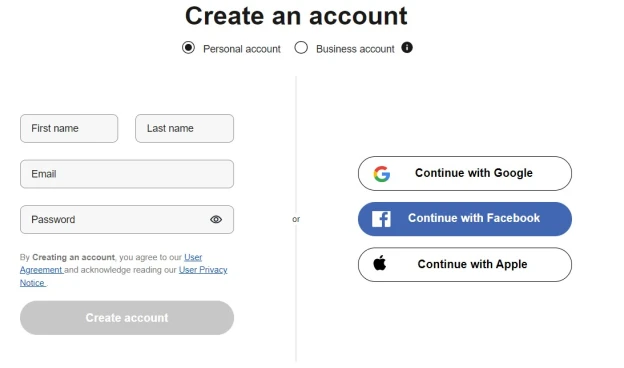 Create an account
Personal account Business account
First name Last name
Email
Password
By Creating an account, you agree to our User
Agreement and acknowledge reading our User Privacy
Notice
Create account
or
Continue with Google
Continue with Facebook
Continue with Apple